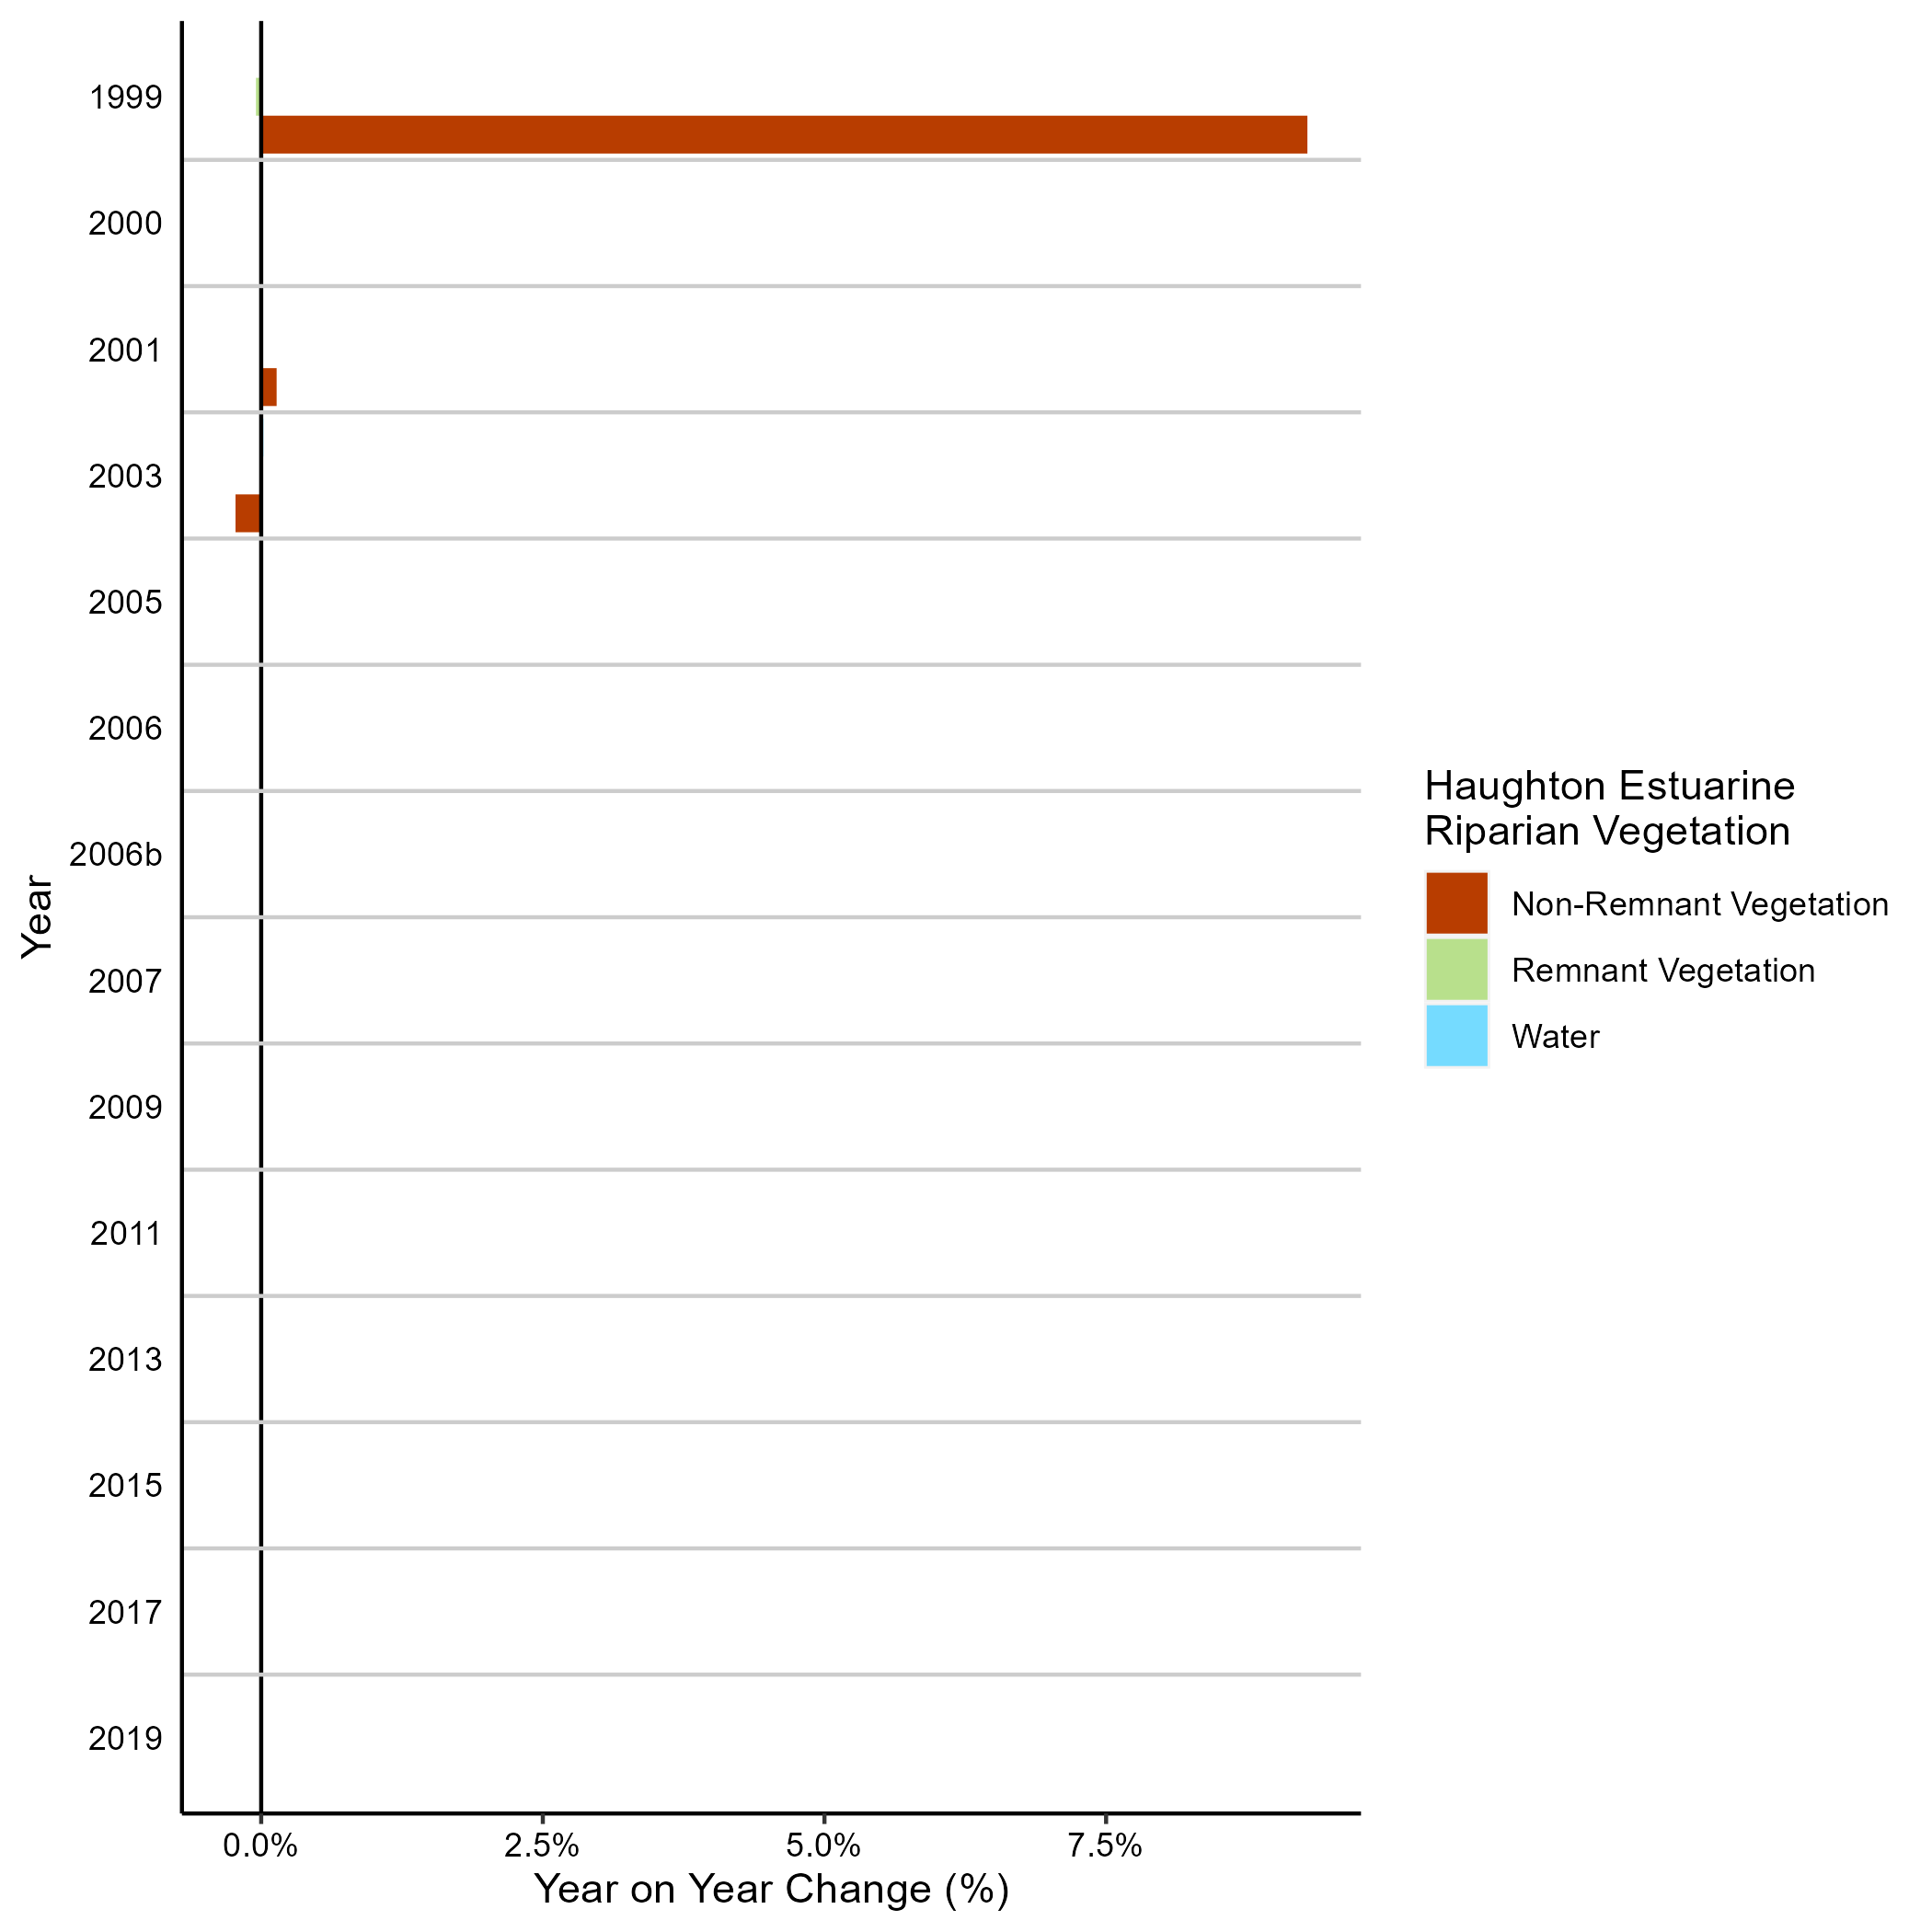 1999
2000
2001
2003
2005
2006
2006b
2007
2009
2011
2013
2015
2017
2019
Year
0.0%
2.5%
5.0%
7.5%
Year on Year Change (%)
Haughton Estuarine
Riparian Vegetation
Non-Remnant Vegetation
Remnant Vegetation
Water